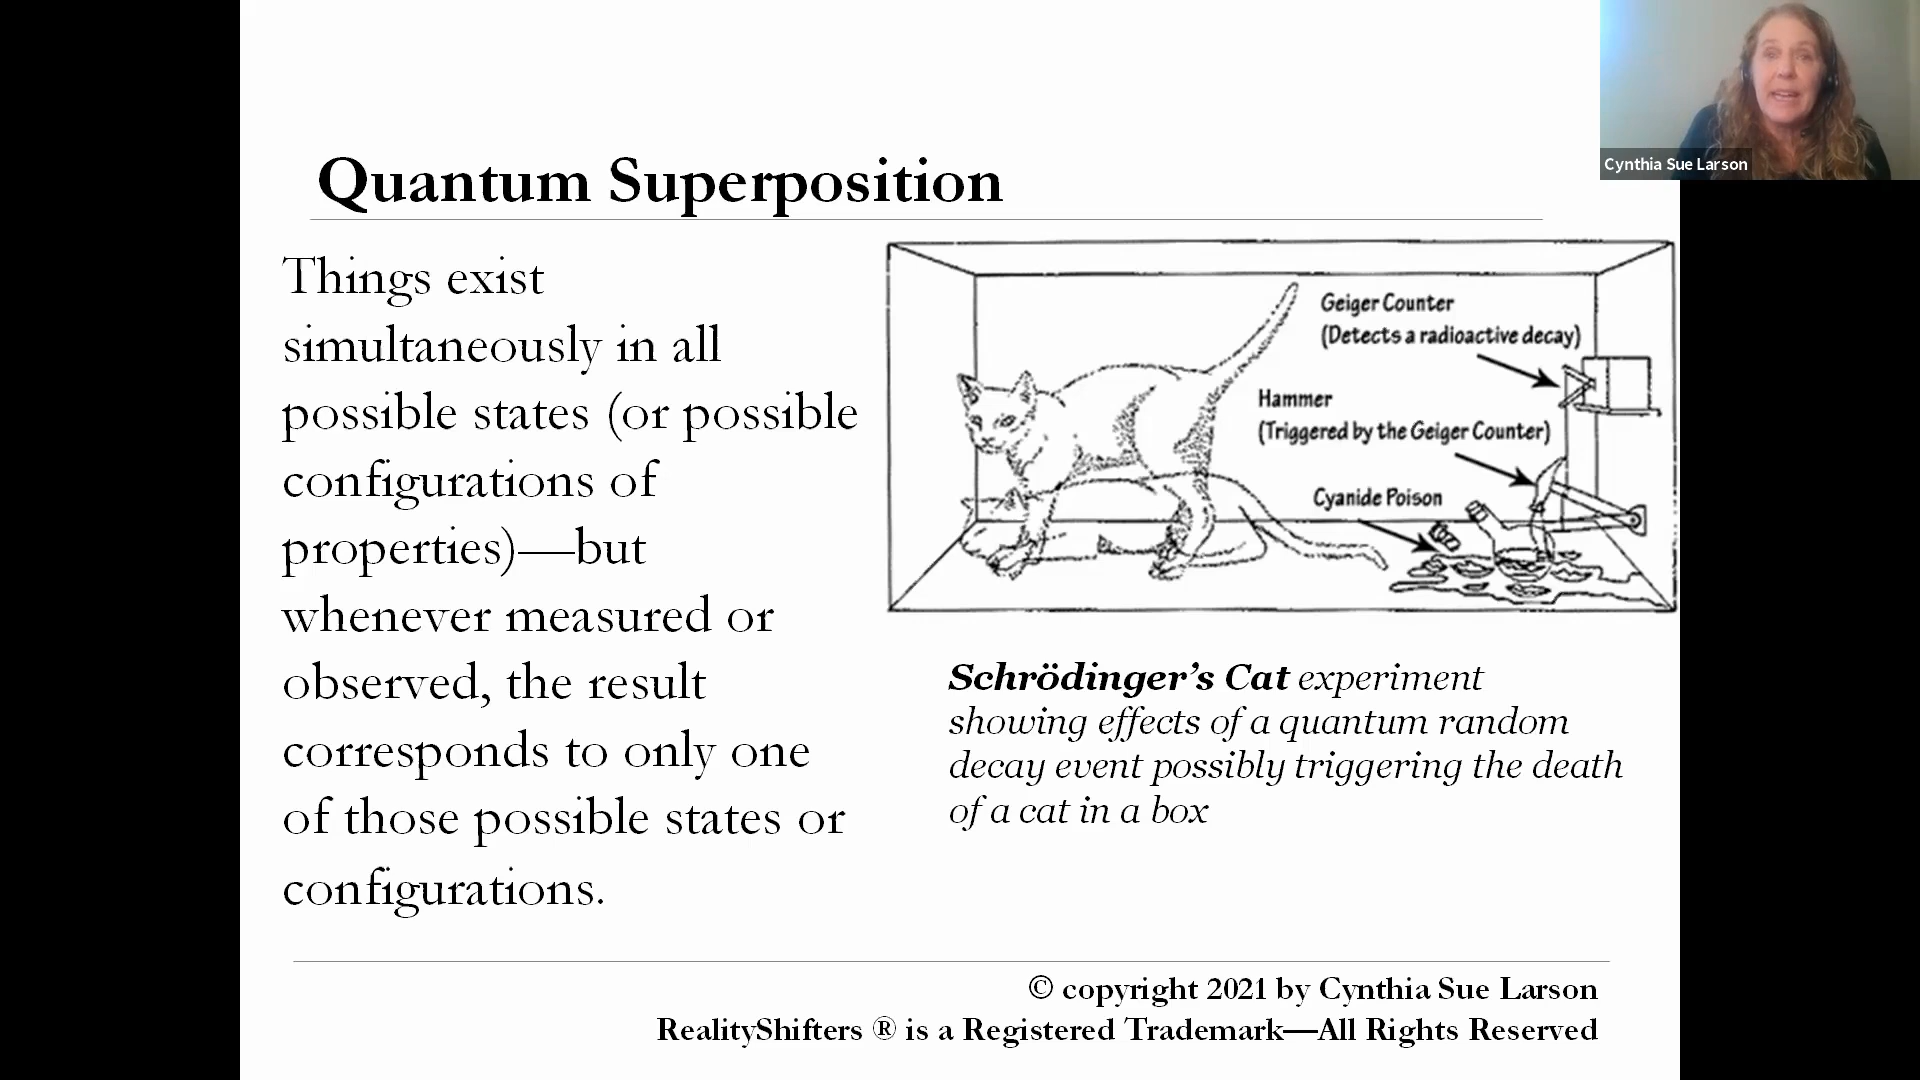 Cynthia Sue Larson
Quantum Superposition
Things exist
simultaneously in all
possible states (or possible
configurations of
properties)—but
whenever measured or
observed, the result
corresponds to only one
of those possible states or
configurations.
Geiger Counter
(Detects a radioactive decay)
Hammer
(Triggered by the Geiger Counter)
Cyanide Poison
Schrödinger’s Cat experiment
showing effects of a quantum random
decay event possibly triggering the death
of a cat in a box
© copyright 2021 by Cynthia Sue Larson
RealityShifters ® is a Registered Trademark—All Rights Reserved